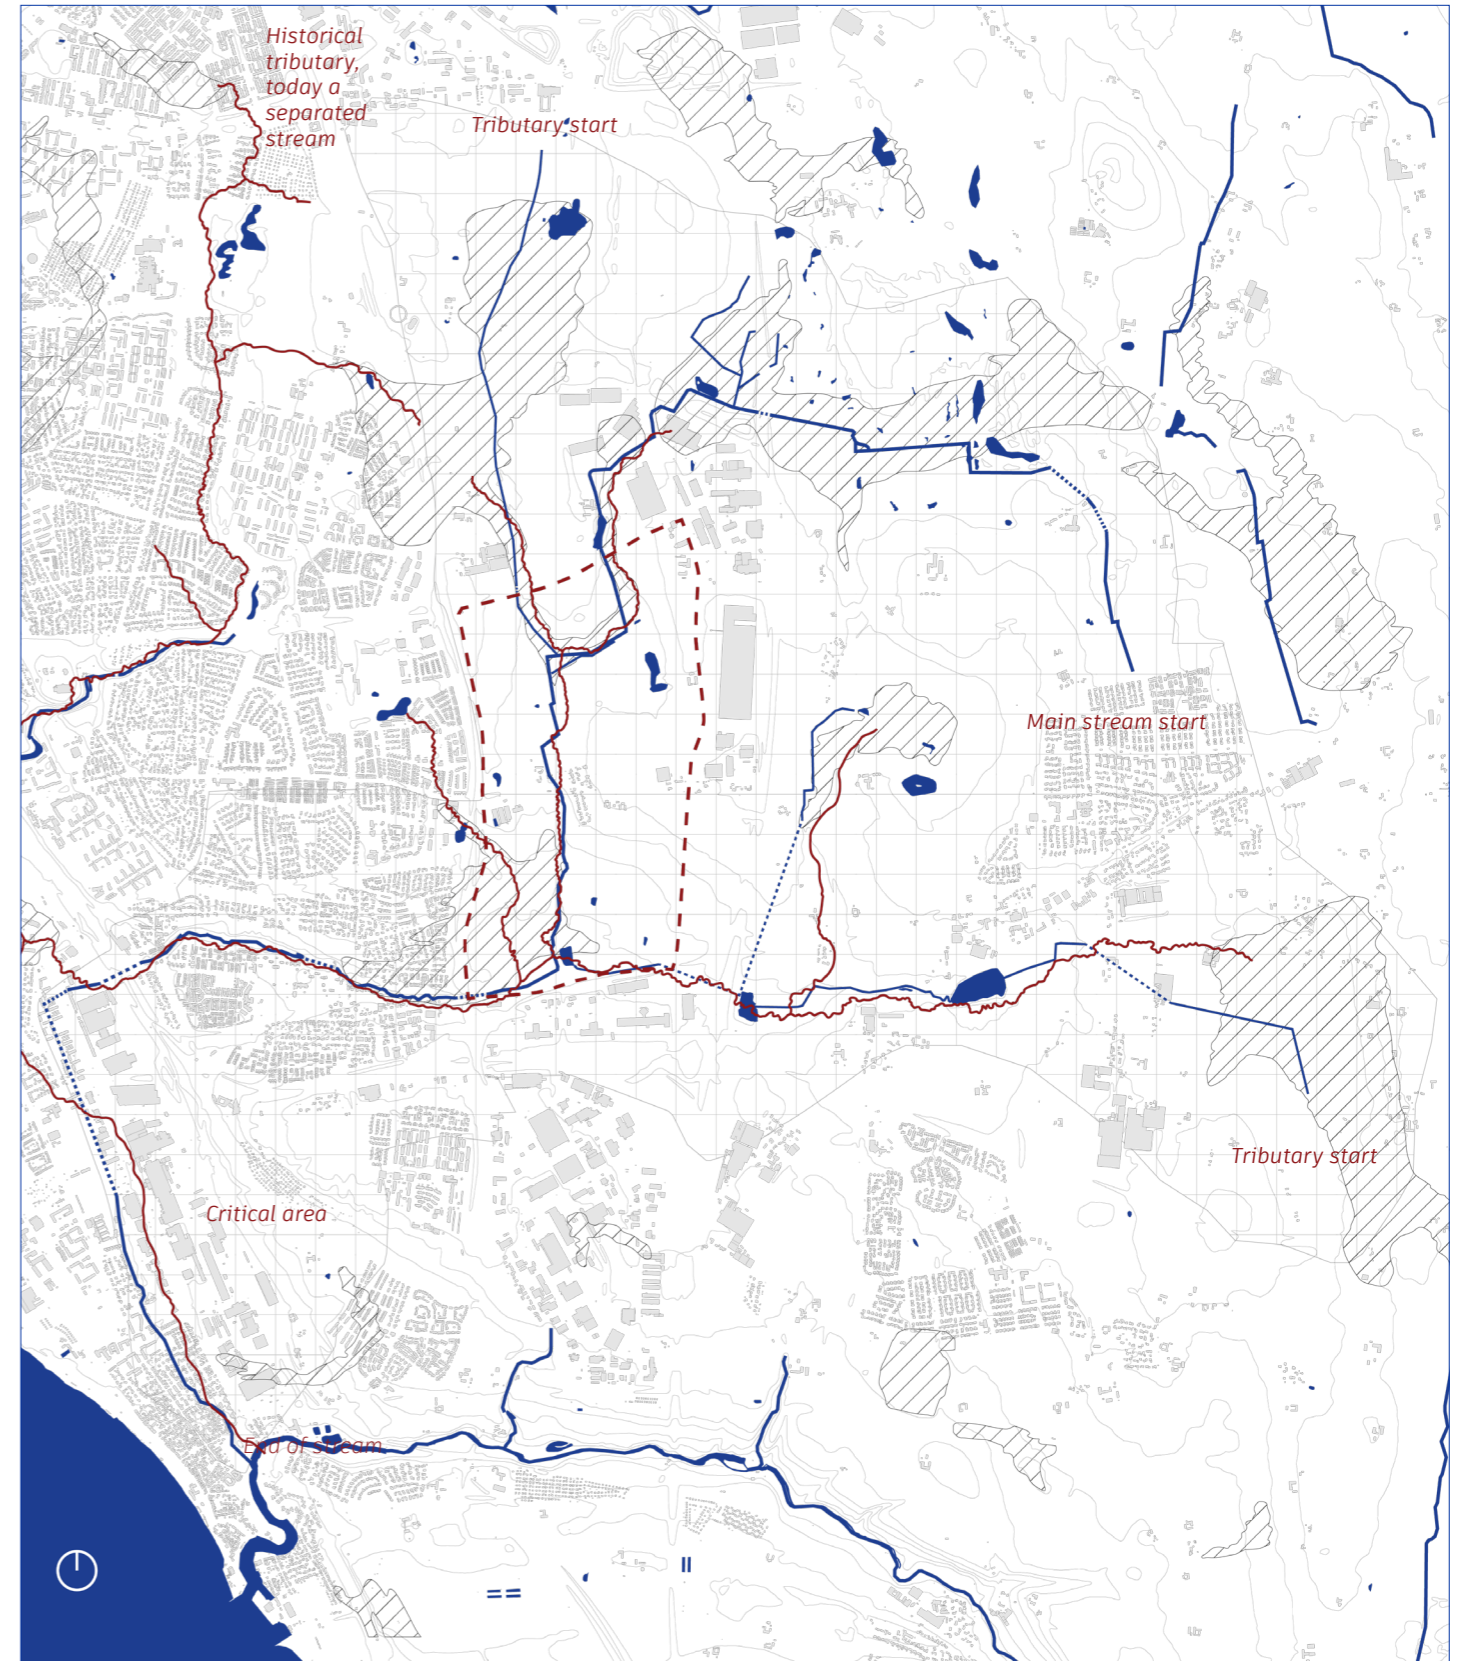 Historical
tributary,
today a
separated
stream
Tributary start
Main stream start
Tributary start
Critical area
End of stream